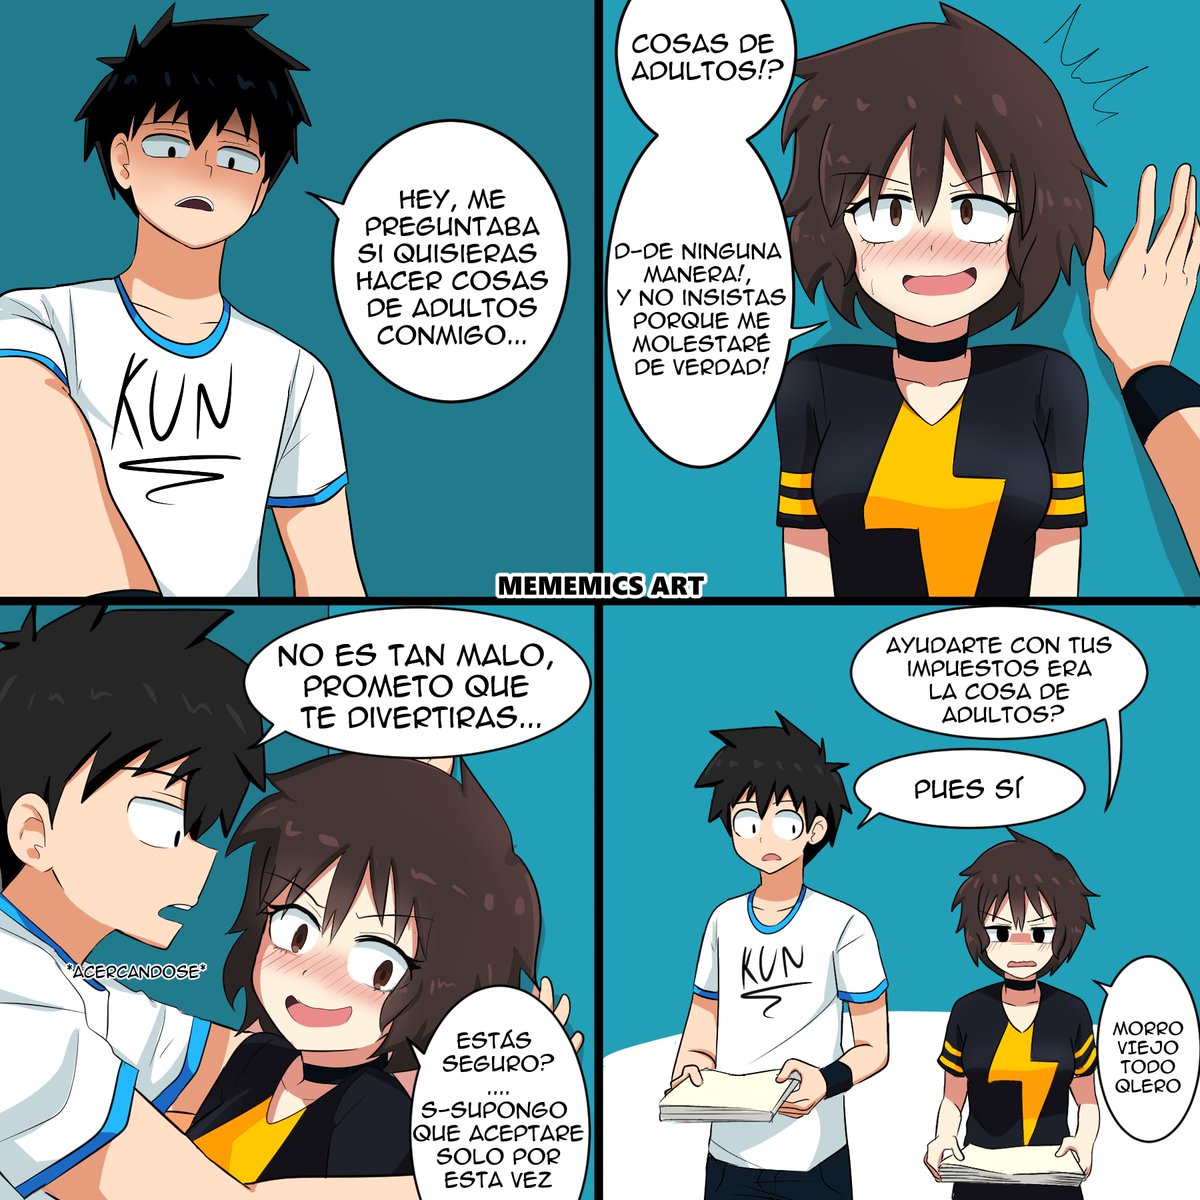 HEY, ME
PREGUNTABA
SI QUISIERAS
HACER COSAS
DE ADULTOS
CONMIGO...
KUN
COSAS DE
ADULTOS!?
D-DE NINGUNA
MANERA!,
Y NO INSISTAS
PORQUE ME
MOLESTARÉ
DE VERDAD!
MEMEMICS ART
NO ES TAN MALO,
PROMETO QUE
TE DIVERTIRAS...
*ACERCANDOSE*
ESTÁS
SEGURO?
....
S-SUPONGO
QUE ACEPTARE
SOLO POR
ESTA VEZ
AYUDARTE CON TUS
IMPUESTOS ERA
LA COSA DE
ADULTOS?
PUES SÍ
KUN
MORRO
VIEJO
TODO
QLERO